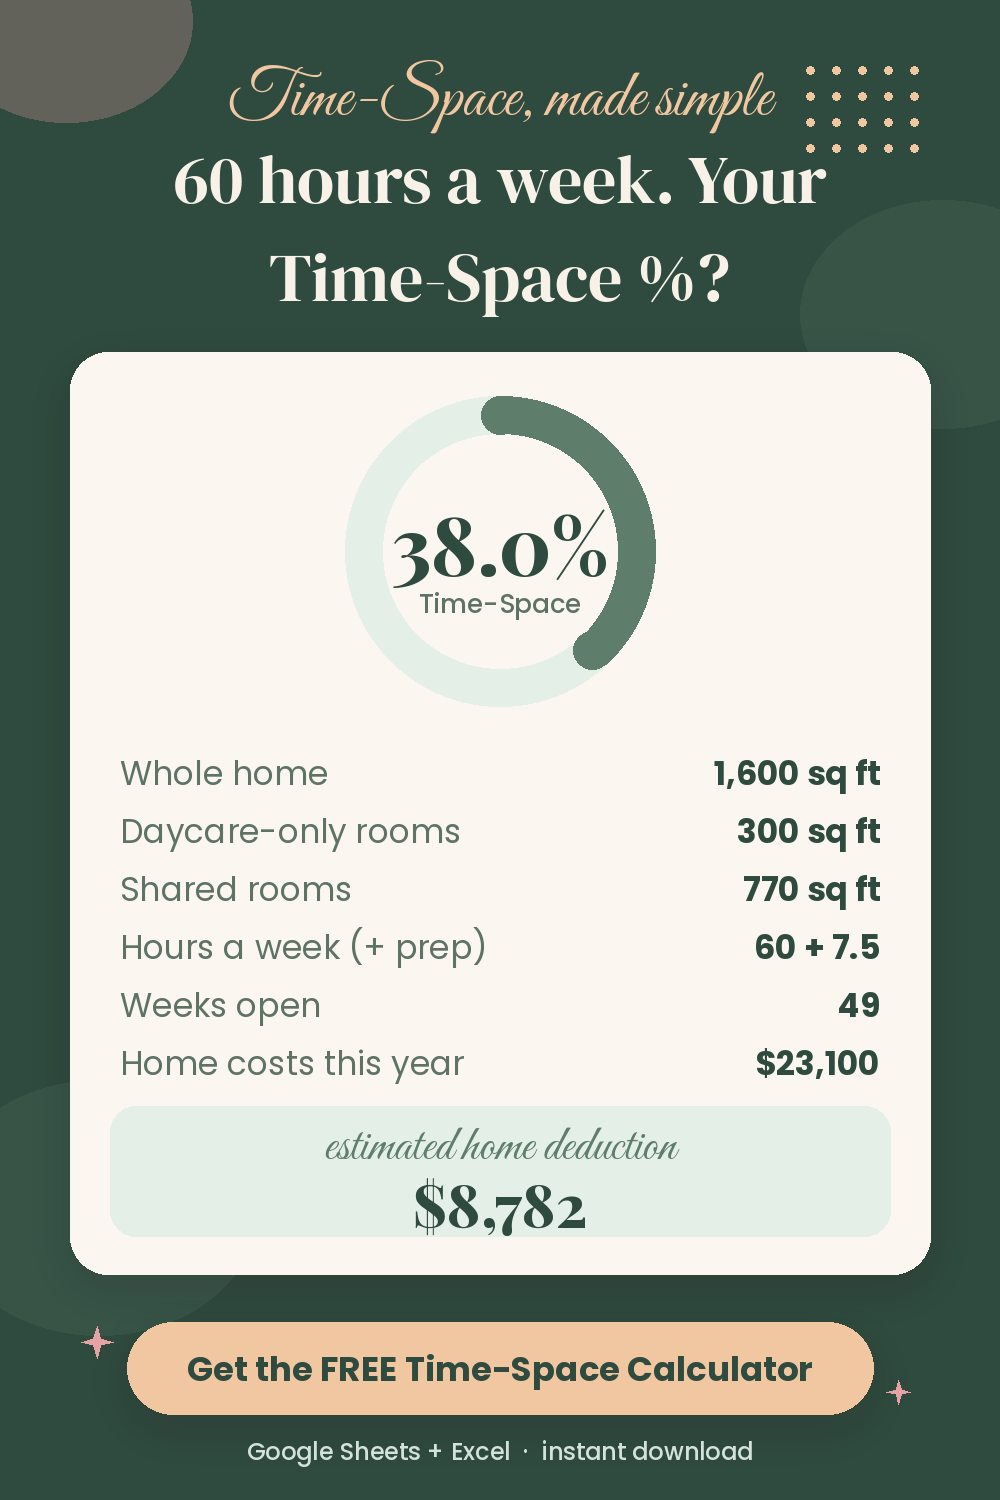 Time-Space, made simple
60 hours a week. Your
Time-Space %?
38.0%
Time-Space
Whole home 1,600 sq ft
Daycare-only rooms 300 sq ft
Shared rooms 770 sq ft
Hours a week (+ prep) 60 + 7.5
Weeks open 49
Home costs this year $23,100
estimated home deduction
$8,782
Get the FREE Time-Space Calculator
Google Sheets + Excel · instant download